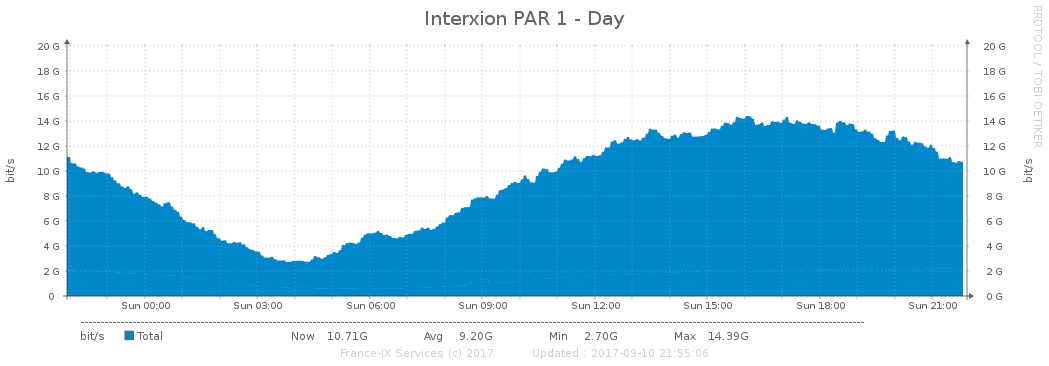 Interxion PAR 1 - Day
RRDTOOL / TOBI OETIKER
20 G 20 G
18 G 18 G
16 G 16 G
14 G 14 G
12 G 12 G
10 G 10 G
8 G 8 G
6 G 6 G
4 G 4 G
2 G 2 G
0 0 G
bit/s
bit/s
Sun 00:00 Sun 03:00 Sun 06:00 Sun 09:00 Sun 12:00 Sun 15:00 Sun 18:00 Sun 21:00
bit/s Total Now 10.71G Avg 9.20G Min 2.70G Max 14.39G
France-IX Services (c) 2017 Updated : 2017-09-10 21:55:06